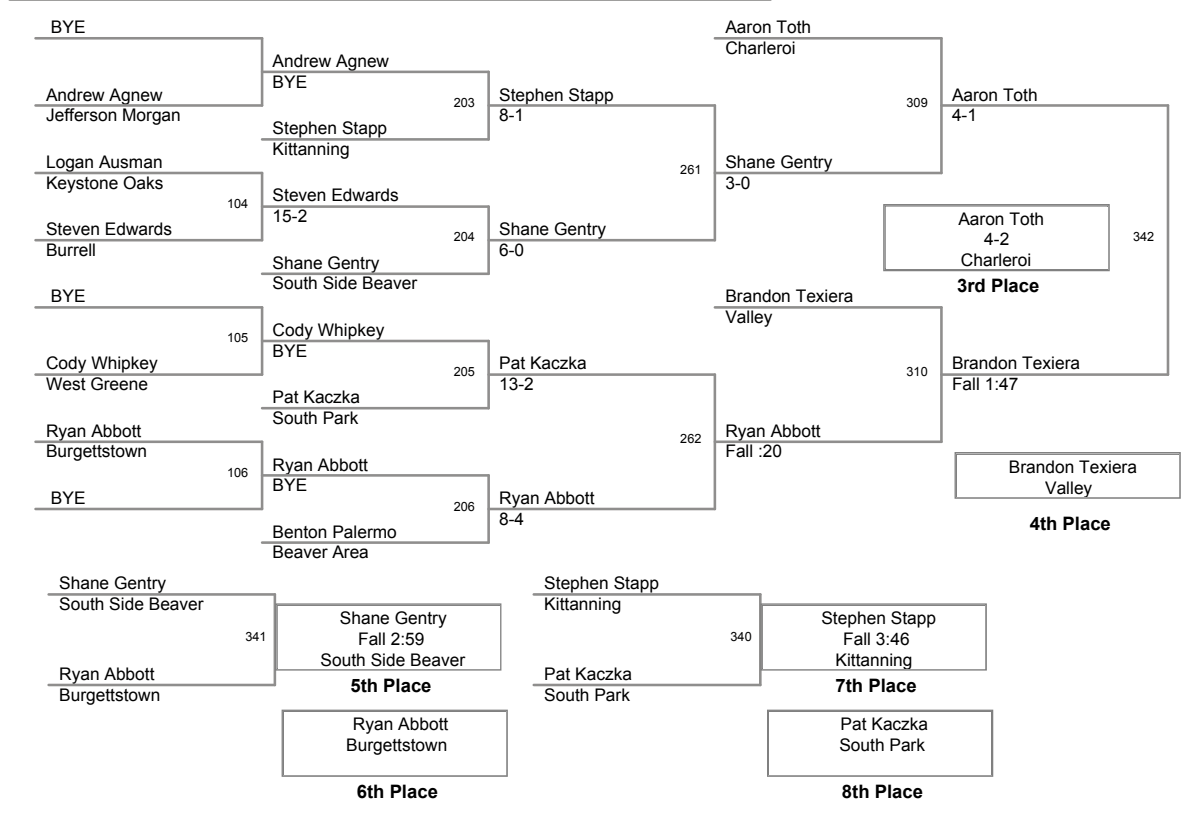 BYE
Andrew Agnew
Jefferson Morgan
Logan Ausman
Keystone Oaks
104
Steven Edwards
Burrell
BYE
105
Cody Whipkey
West Greene
Ryan Abbott
Burgettstown
106
BYE
Andrew Agnew
BYE
203
Stephen Stapp
Kittanning
Steven Edwards
15-2
204
Shane Gentry
South Side Beaver
Cody Whipkey
BYE
205
Pat Kaczka
South Park
Ryan Abbott
BYE
206
Benton Palermo
Beaver Area
Stephen Stapp
8-1
261
Shane Gentry
6-0
Pat Kaczka
13-2
262
Ryan Abbott
8-4
Aaron Toth
Charleroi
309
Shane Gentry
3-0
Brandon Texiera
Valley
310
Ryan Abbott
Fall :20
Aaron Toth
4-1
342
Brandon Texiera
Fall 1:47
Aaron Toth
4-2
Charleroi
3rd Place
Brandon Texiera
Valley
4th Place
Shane Gentry
South Side Beaver
341
Ryan Abbott
Burgettstown
Shane Gentry
Fall 2:59
South Side Beaver
5th Place
Ryan Abbott
Burgettstown
6th Place
Stephen Stapp
Kittanning
340
Pat Kaczka
South Park
Stephen Stapp
Fall 3:46
Kittanning
7th Place
Pat Kaczka
South Park
8th Place